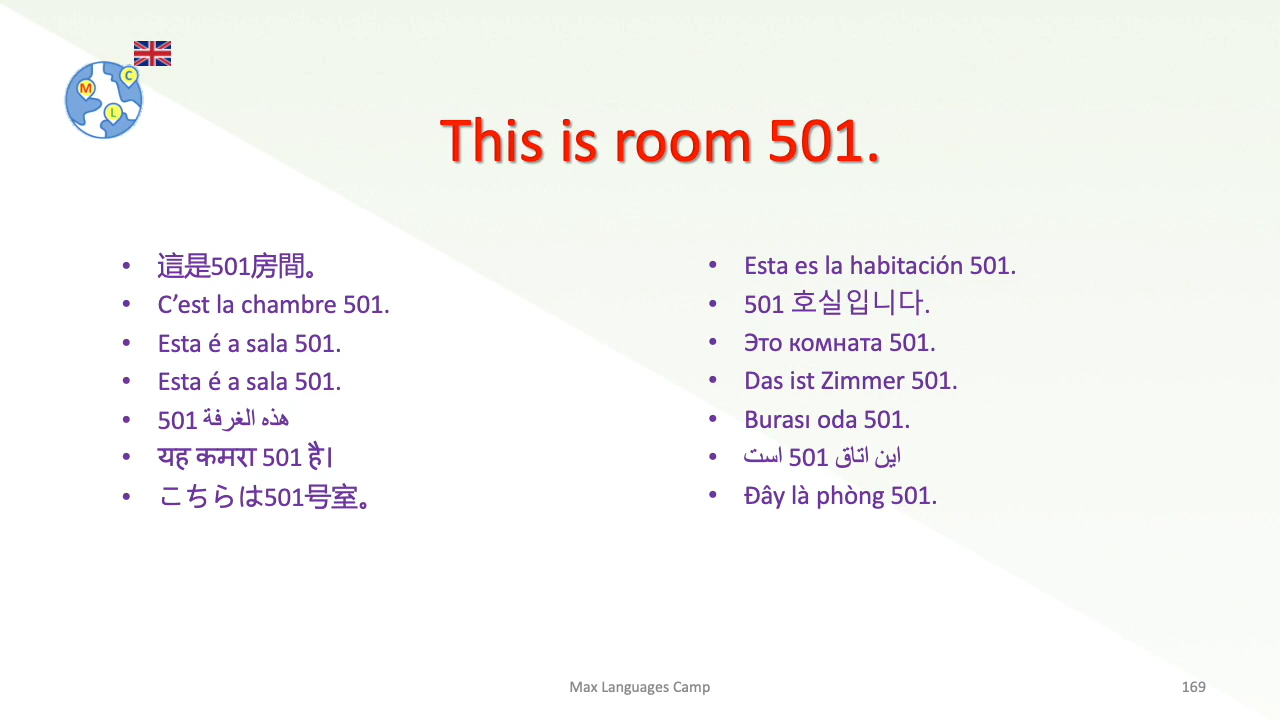 M
C
L
This is room 501.
• 這是501房間。
• C’est la chambre 501.
• Esta é a sala 501.
• Esta é a sala 501.
• هذه الغرفة 501
• यह कमरा 501 है।
• こちらは501号室。
• Esta es la habitación 501.
• 501 호실입니다.
• Это комната 501.
• Das ist Zimmer 501.
• Burası oda 501.
• این اتاق 501 است
• Đây là phòng 501.
Max Languages Camp
169